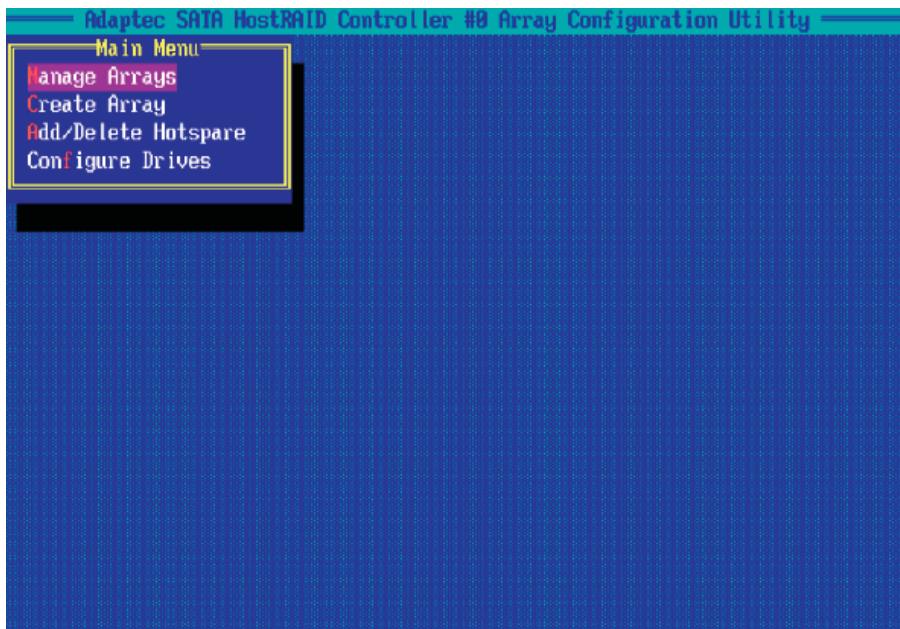 Adaptec SATA HostRAID Controller #0 Array Configuration Utility
Main Menu
Manage Arrays
Create Array
Add/Delete Hotspare
Configure Drives